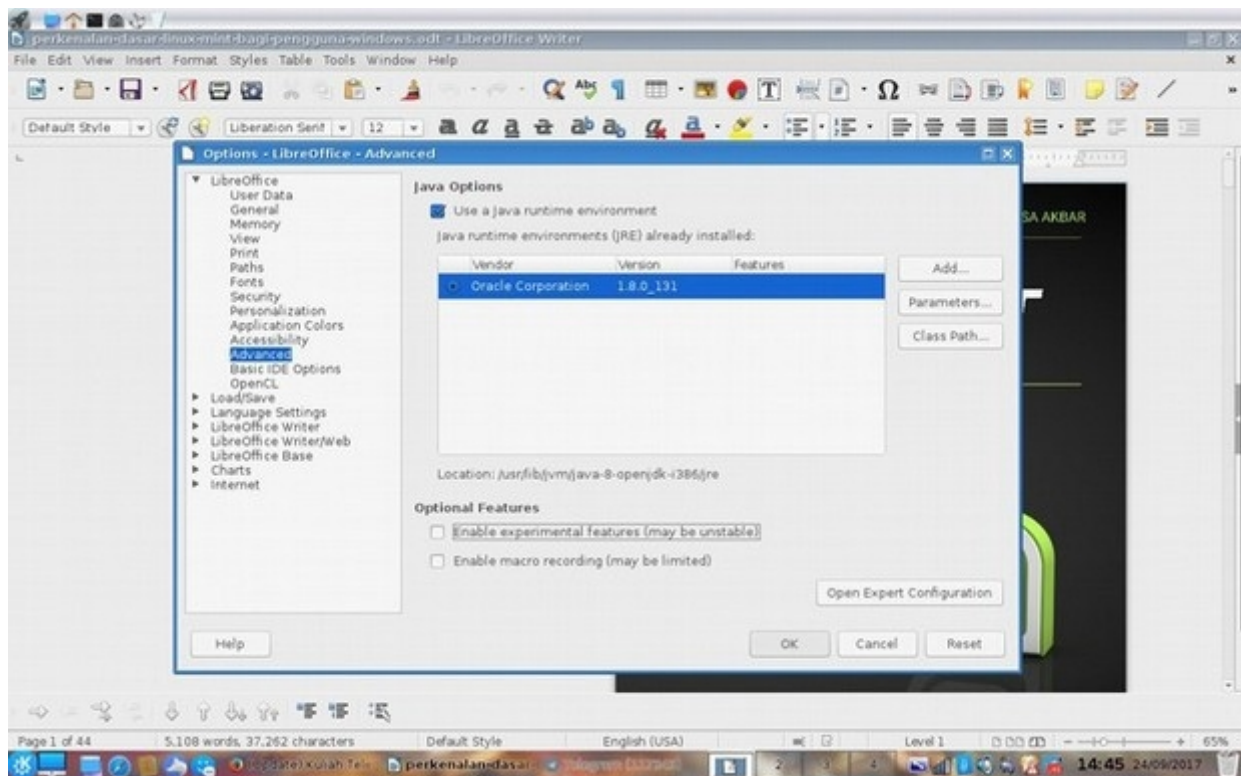 perkenalan-dasar-linux-mint-bagi-pengguna-windows.odt - LibreOffice Writer
File Edit View Insert Format Styles Table Tools Window Help
Default Style
Liberation Seri
12
Options - LibreOffice - Advanced
LibreOffice
User Data
General
Memory
View
Print
Paths
Fonts
Security
Personalization
Application Colors
Accessibility
Advanced
Basic IDE Options
OpenCL
Load/Save
Language Settings
LibreOffice Writer
LibreOffice Writer/Web
LibreOffice Base
Charts
Internet
Java Options
Use a Java runtime environment
Java runtime environments (JRE) already installed:
Vendor Version Features
Oracle Corporation 1.8.0_131
Add...
Parameters...
Class Path...
Location: /usr/lib/jvm/java-8-openjdk-i386/jre
Optional Features
Enable experimental features (may be unstable)
Enable macro recording (may be limited)
Open Expert Configuration
Help
OK
Cancel
Reset
SA AKBAR
Page 1 of 44
5,108 words, 37,262 characters
Default Style
English (USA)
Level 1
65%
perkenalan-dasar-
2
3
4
14:45 24/09/2017